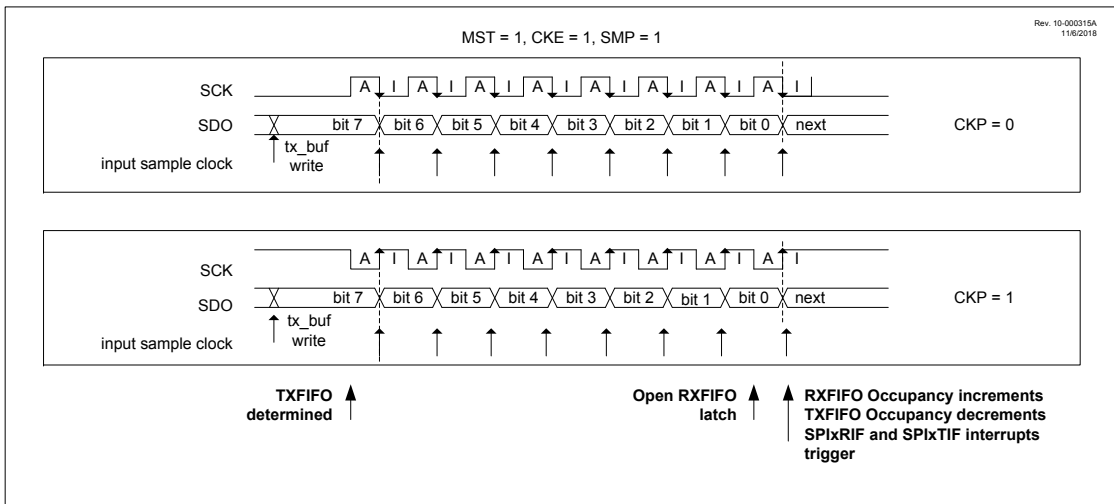 Rev. 10-000315A
11/6/2018
MST = 1, CKE = 1, SMP = 1
SCK
A I A I A I A I A I A I A I A I
SDO
bit 7 bit 6 bit 5 bit 4 bit 3 bit 2 bit 1 bit 0 next
CKP = 0
tx_buf
write
input sample clock
SCK
A I A I A I A I A I A I A I A I
SDO
bit 7 bit 6 bit 5 bit 4 bit 3 bit 2 bit 1 bit 0 next
CKP = 1
tx_buf
write
input sample clock
TXFIFO
determined
Open RXFIFO
latch
RXFIFO Occupancy increments
TXFIFO Occupancy decrements
SPIxRIF and SPIxTIF interrupts
trigger